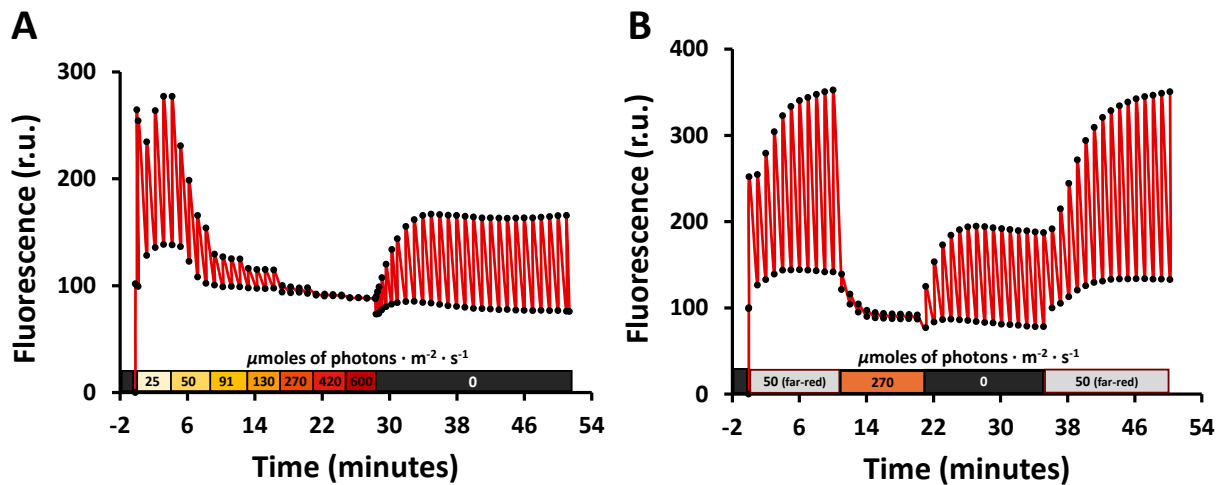 A
Fluorescence (r.u.)
300
200
100
0
μmoles of photons · m-2 · s-1
25 50 91 130 270 420 600 0
-2 6 14 22 30 38 46 54
Time (minutes)
B
Fluorescence (r.u.)
400
300
200
100
0
μmoles of photons · m-2 · s-1
50 (far-red) 270 0 50 (far-red)
-2 6 14 22 30 38 46 54
Time (minutes)